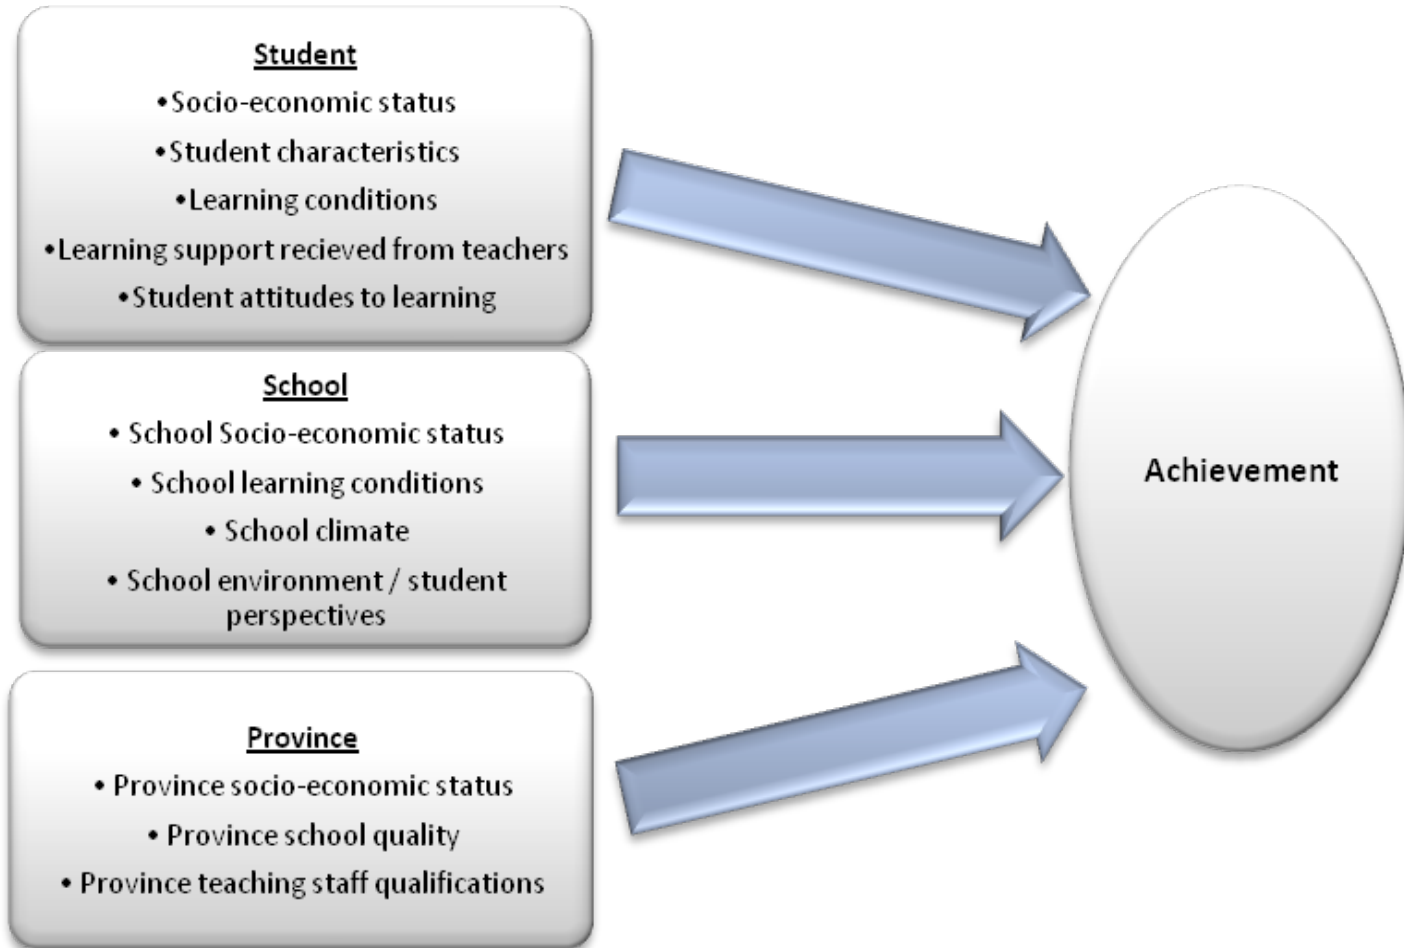 Student
•Socio-economic status
•Student characteristics
•Learning conditions
•Learning support recieved from teachers
•Student attitudes to learning
School
• School Socio-economic status
• School learning conditions
• School climate
• School environment / student
perspectives
Province
• Province socio-economic status
• Province school quality
• Province teaching staff qualifications
Achievement